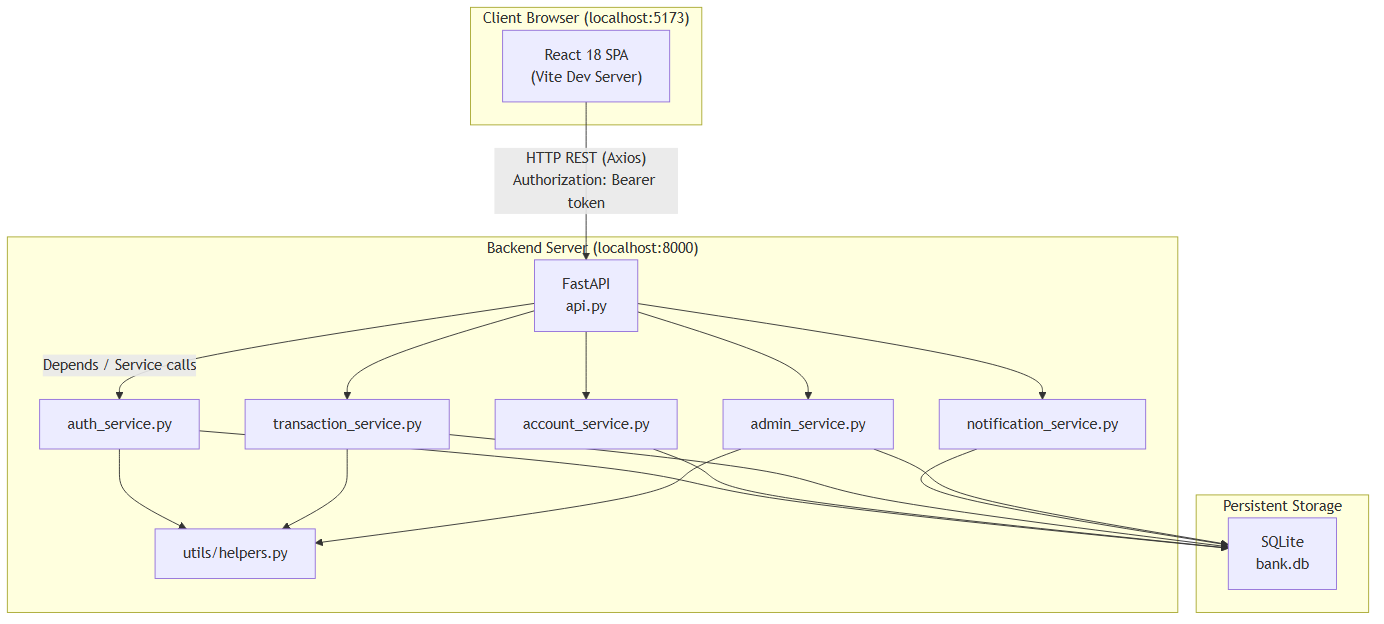 Client Browser (localhost:5173)
React 18 SPA
(Vite Dev Server)
HTTP REST (Axios)
Authorization: Bearer
token
Backend Server (localhost:8000)
FastAPI
api.py
Depends / Service calls
auth_service.py
transaction_service.py
account_service.py
admin_service.py
notification_service.py
utils/helpers.py
Persistent Storage
SQLite
bank.db